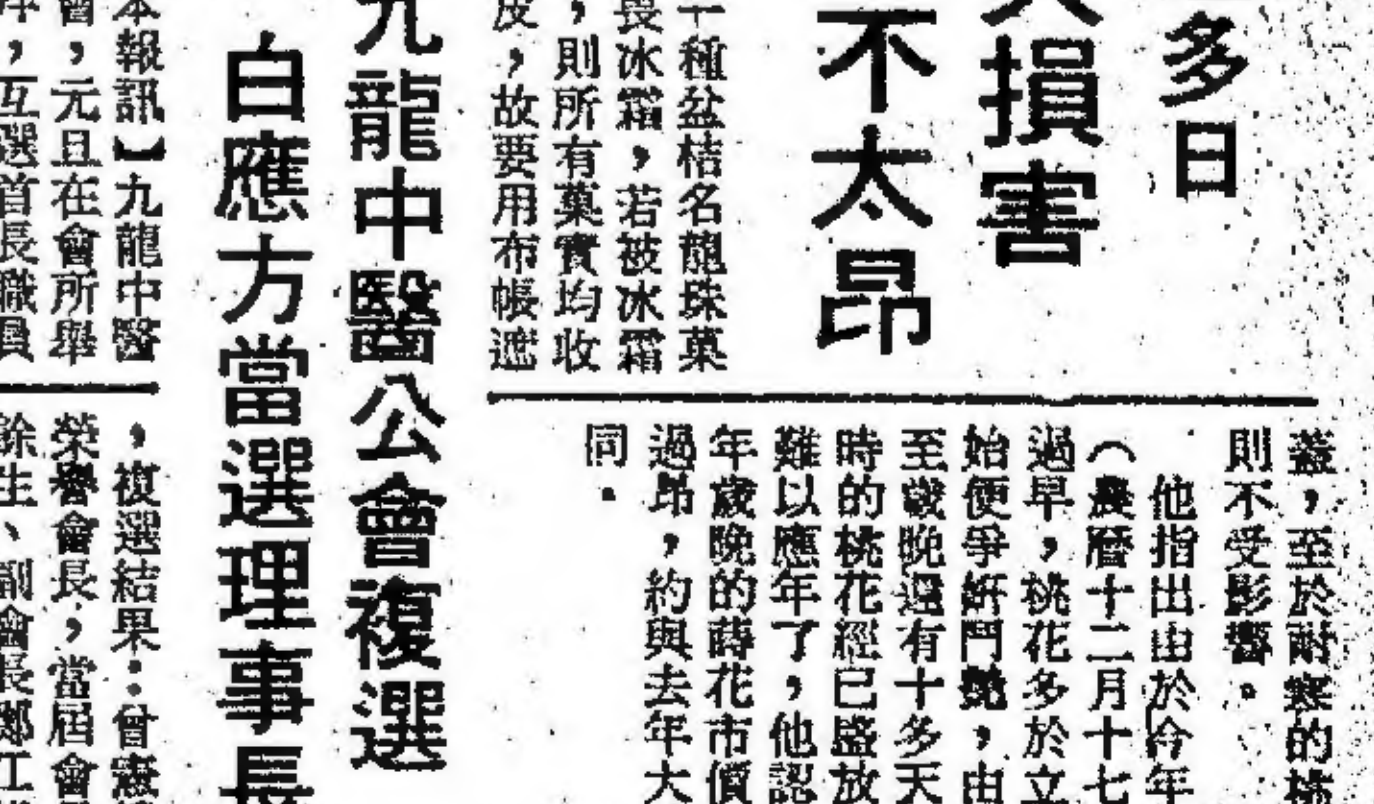 多日
損害
不太昂
種盆桔名龍珠菓
畏冰霜，若被冰霜
，則所有菓實均收
皮，故要用布帳遮
蓋，至於耐寒的
則不受影響。
他指出由於今年
（農曆十二月十七
過早，桃花多於立
始便爭妍鬥艷，由
至歲晚還有十多天
時的桃花經已盛放
難以應年了，他認
年歲晚的蒔花市價
過昂，約與去年大
同．
九龍中醫公會複選
白應方當選理事長
本報訊】九龍中醫
會，元旦在會所舉
，互選首長職員
，複選結果：曾憲
榮譽會長，當屆會
餘生、副會長鄭江